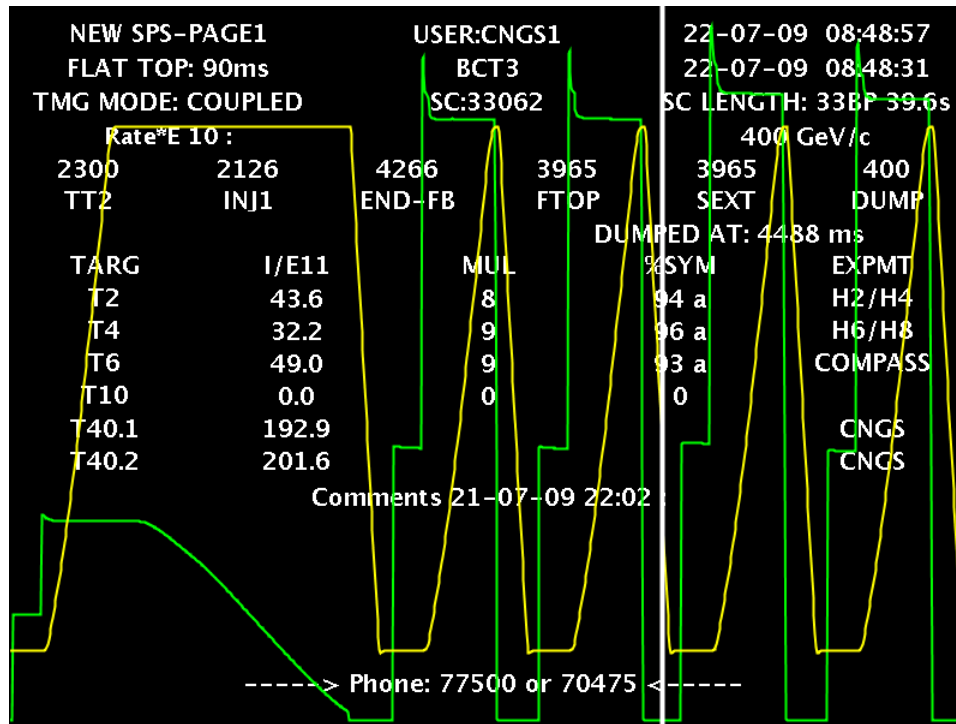 NEW SPS-PAGE1 USER:CNGS1 22-07-09 08:48:57
FLAT TOP: 90ms BCT3 22-07-09 08:48:31
TMG MODE: COUPLED SC:33062 SC LENGTH: 33BP 39.6s
Rate*E 10 : 400 GeV/c
2300 2126 4266 3965 3965 400
TT2 INJ1 END-FB FTOP SEXT DUMP
DUMPED AT: 4488 ms
TARG I/E11 MUL %SYM EXPMT
T2 43.6 8 94 a H2/H4
T4 32.2 9 96 a H6/H8
T6 49.0 9 93 a COMPASS
T10 0.0 0 0
T40.1 192.9 CNGS
T40.2 201.6 CNGS
Comments 21-07-09 22:02 :
-----> Phone: 77500 or 70475 <-----